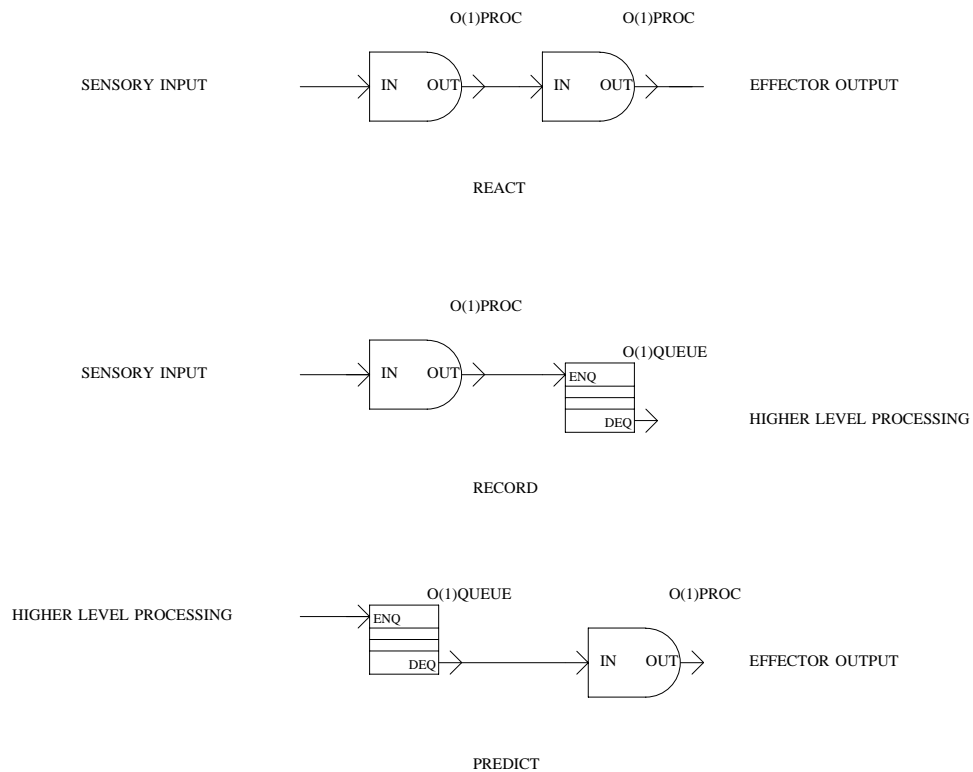 O(1)PROC O(1)PROC
SENSORY INPUT IN OUT IN OUT EFFECTOR OUTPUT
REACT
O(1)PROC
O(1)QUEUE
SENSORY INPUT IN OUT ENQ
DEQ HIGHER LEVEL PROCESSING
RECORD
O(1)QUEUE O(1)PROC
HIGHER LEVEL PROCESSING ENQ
DEQ IN OUT EFFECTOR OUTPUT
PREDICT